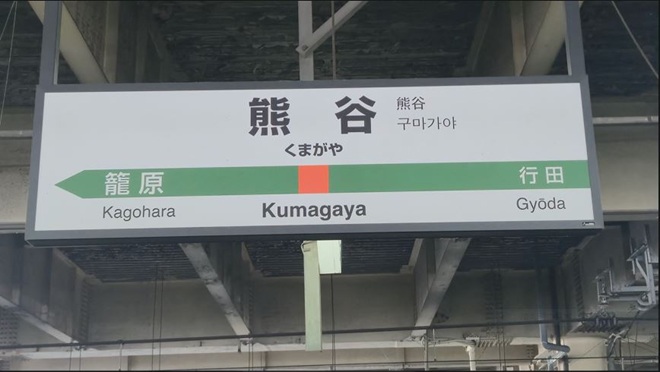 熊谷
熊谷
구마가야
くまがや
籠原
行田
Kagohara
Kumagaya
Gyōda